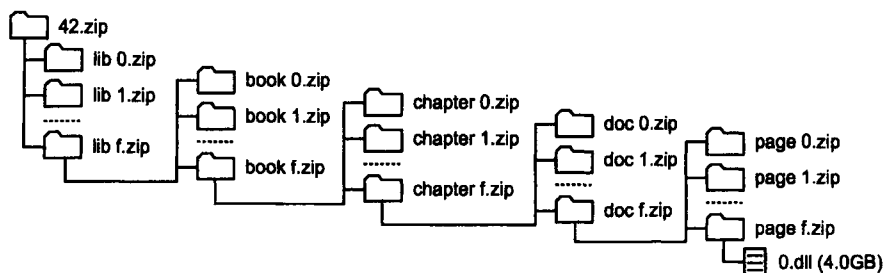 42.zip
lib 0.zip
lib 1.zip
lib f.zip
book 0.zip
book 1.zip
book f.zip
chapter 0.zip
chapter 1.zip
chapter f.zip
doc 0.zip
doc 1.zip
doc f.zip
page 0.zip
page 1.zip
page f.zip
0.dll (4.0GB)